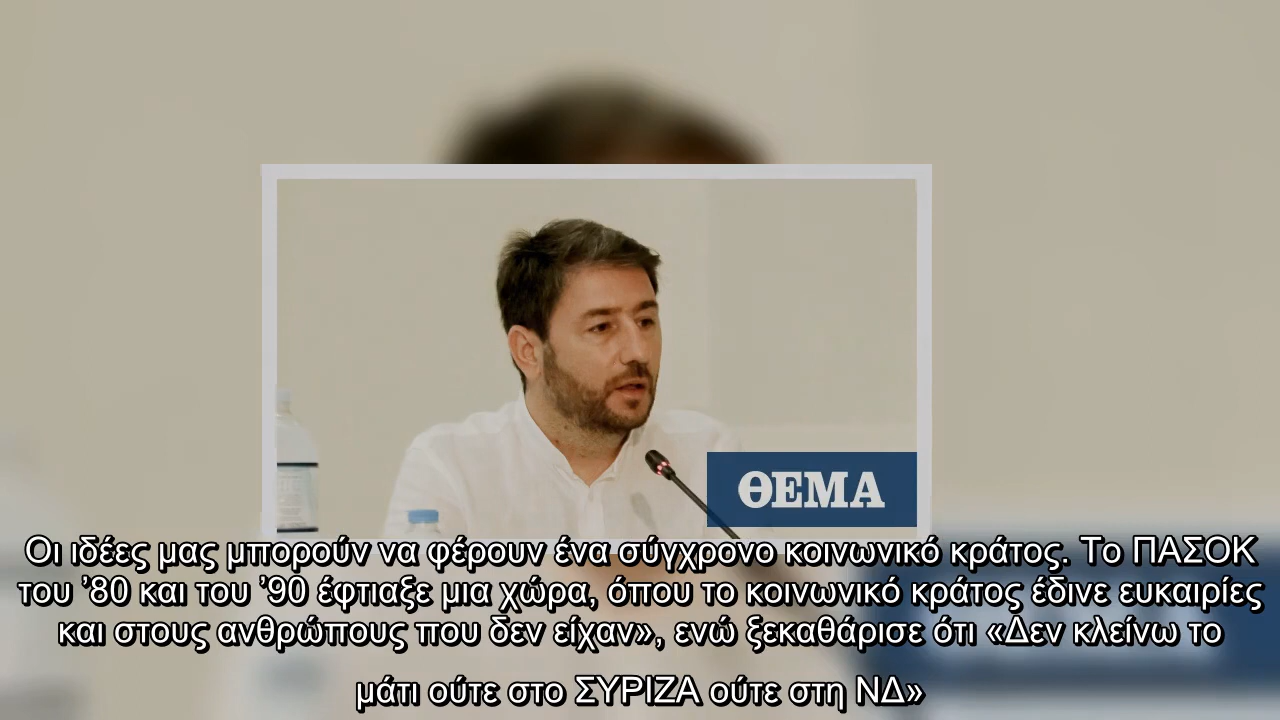 ΘΕΜΑ
Οι ιδέες μας μπορούν να φέρουν ένα σύγχρονο κοινωνικό κράτος. Το ΠΑΣΟΚ
του ’80 και του ’90 έφτιαξε μια χώρα, όπου το κοινωνικό κράτος έδινε ευκαιρίες
και στους ανθρώπους που δεν είχαν», ενώ ξεκαθάρισε ότι «Δεν κλείνω το
μάτι ούτε στο ΣΥΡΙΖΑ ούτε στη ΝΔ»